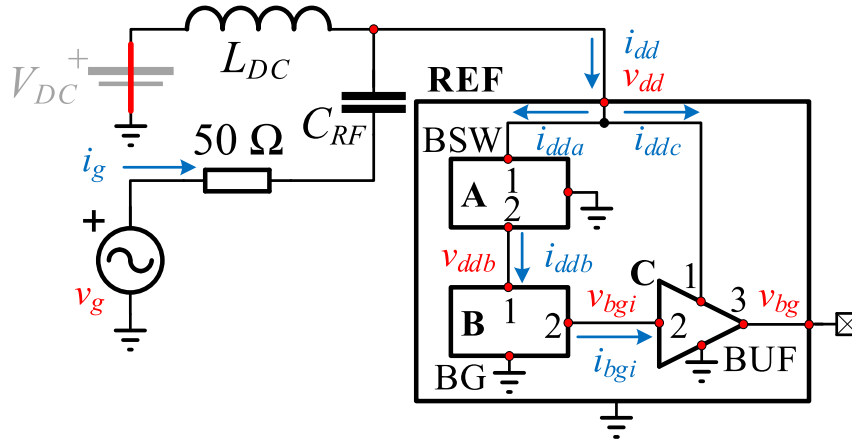 i_dd
V_DC
+
L_DC
REF
v_dd
C_RF
i_g
50 Ω
BSW
i_dda
i_ddc
1
A
2
+
v_g
v_ddb
i_ddb
C
1
B
1
2
v_bgi
2
3
v_bg
i_bgi
BG
BUF